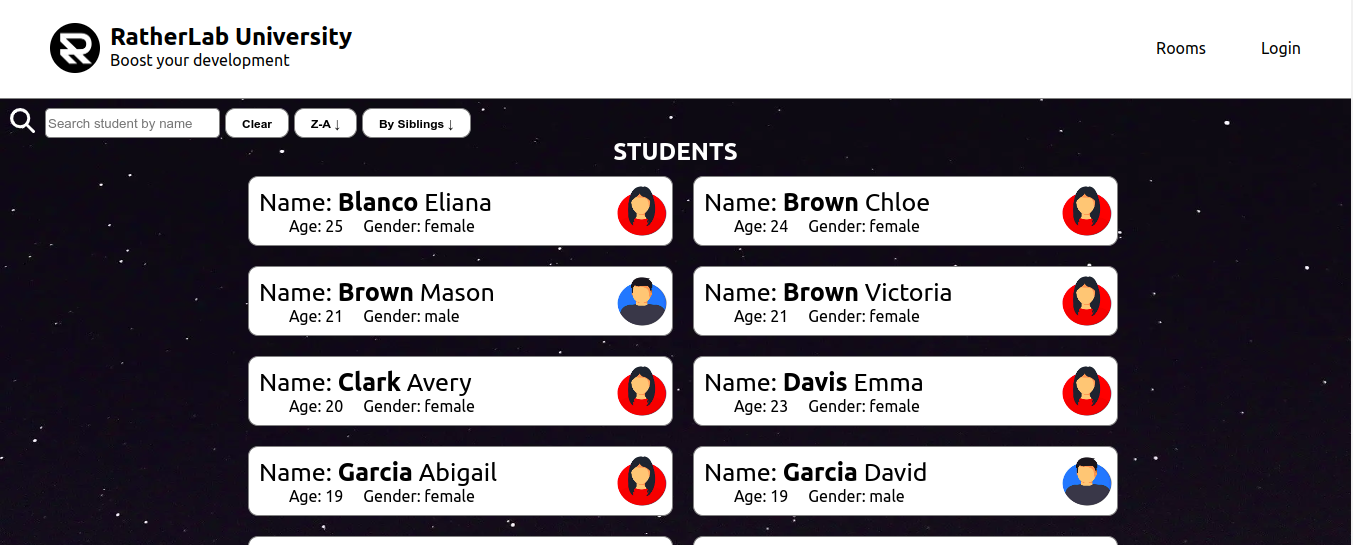 RatherLab University
Boost your development
Rooms
Login
Search student by name
Clear
Z-A ↓
By Siblings ↓
STUDENTS
Name: Blanco Eliana
Age: 25 Gender: female
Name: Brown Chloe
Age: 24 Gender: female
Name: Brown Mason
Age: 21 Gender: male
Name: Brown Victoria
Age: 21 Gender: female
Name: Clark Avery
Age: 20 Gender: female
Name: Davis Emma
Age: 23 Gender: female
Name: Garcia Abigail
Age: 19 Gender: female
Name: Garcia David
Age: 19 Gender: male